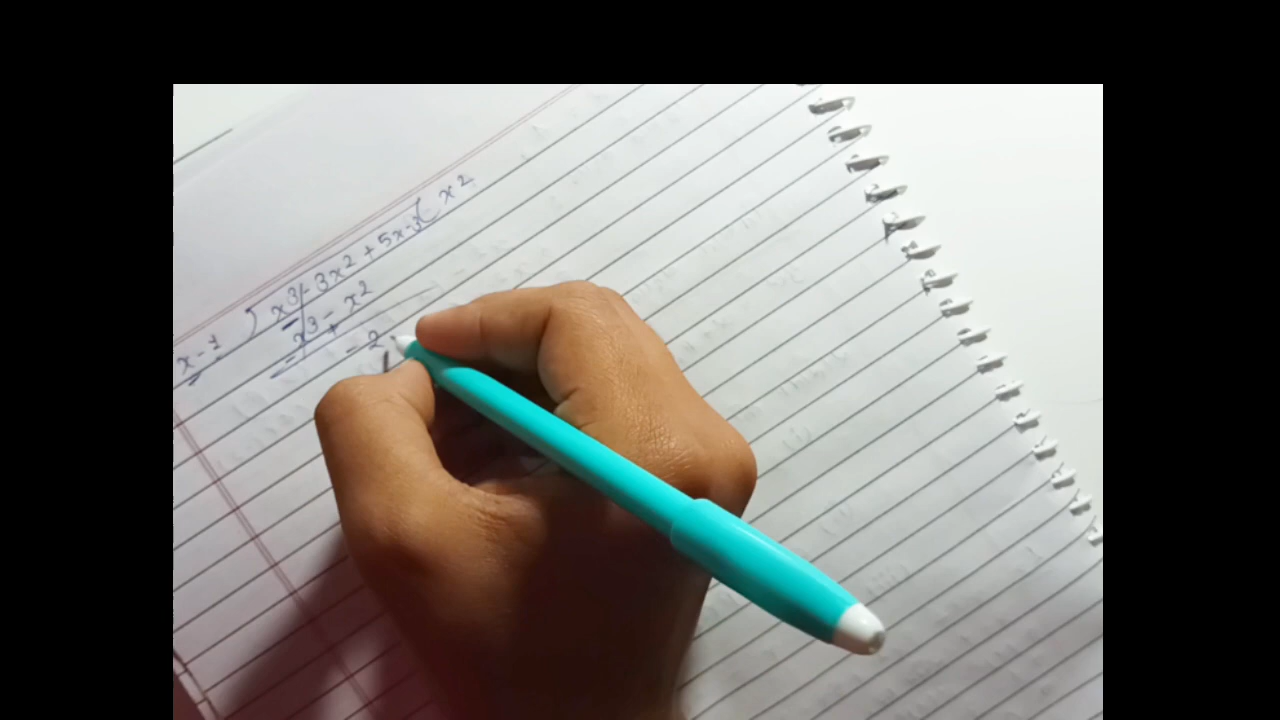 x-1 ) x3 - 3x2 + 5x-3 ( x2
x3 - x2
- +
- 2